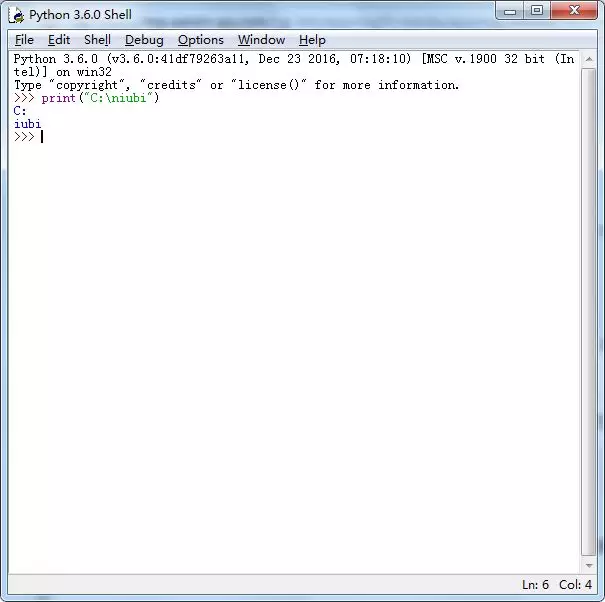 Python 3.6.0 Shell
File Edit Shell Debug Options Window Help
Python 3.6.0 (v3.6.0:41df79263a11, Dec 23 2016, 07:18:10) [MSC v.1900 32 bit (In
tel)] on win32
Type "copyright", "credits" or "license()" for more information.
>>> print("C:\niubi")
C:
iubi
>>>
Ln: 6 Col: 4